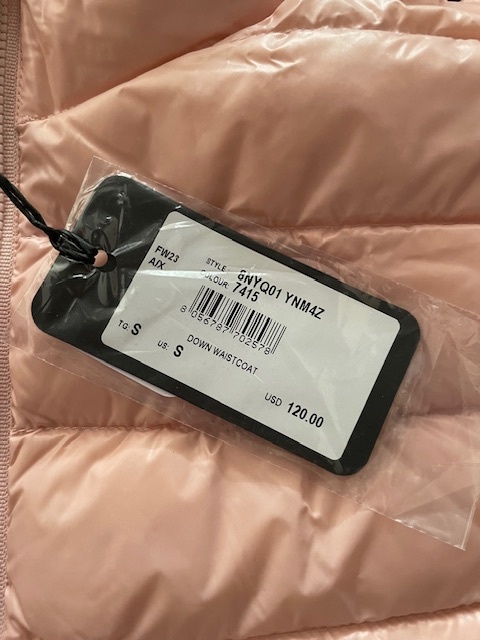 FW23
A/X
STYLE: 8NYQ01 YNM4Z
COLOUR: 7415
8 056787 702578
TG: S
US: S
DOWN WAISTCOAT
USD 120.00